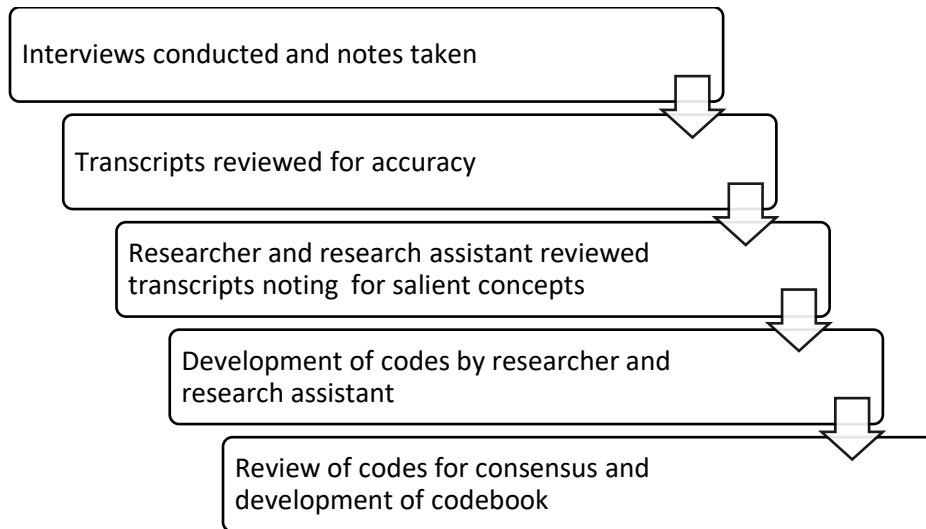 Interviews conducted and notes taken
Transcripts reviewed for accuracy
Researcher and research assistant reviewed
transcripts noting  for salient concepts
Development of codes by researcher and
research assistant
Review of codes for consensus and
development of codebook